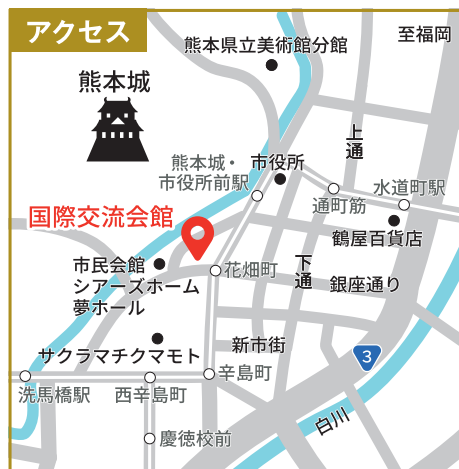 アクセス
熊本県立美術館分館
至福岡
熊本城
上通
熊本城・
市役所前駅
市役所
水道町駅
通町筋
国際交流会館
鶴屋百貨店
市民会館
シアーズホーム
夢ホール
花畑町
下通
銀座通り
サクラマチクマモト
新市街
3
洗馬橋駅
西辛島町
辛島町
白川
慶徳校前